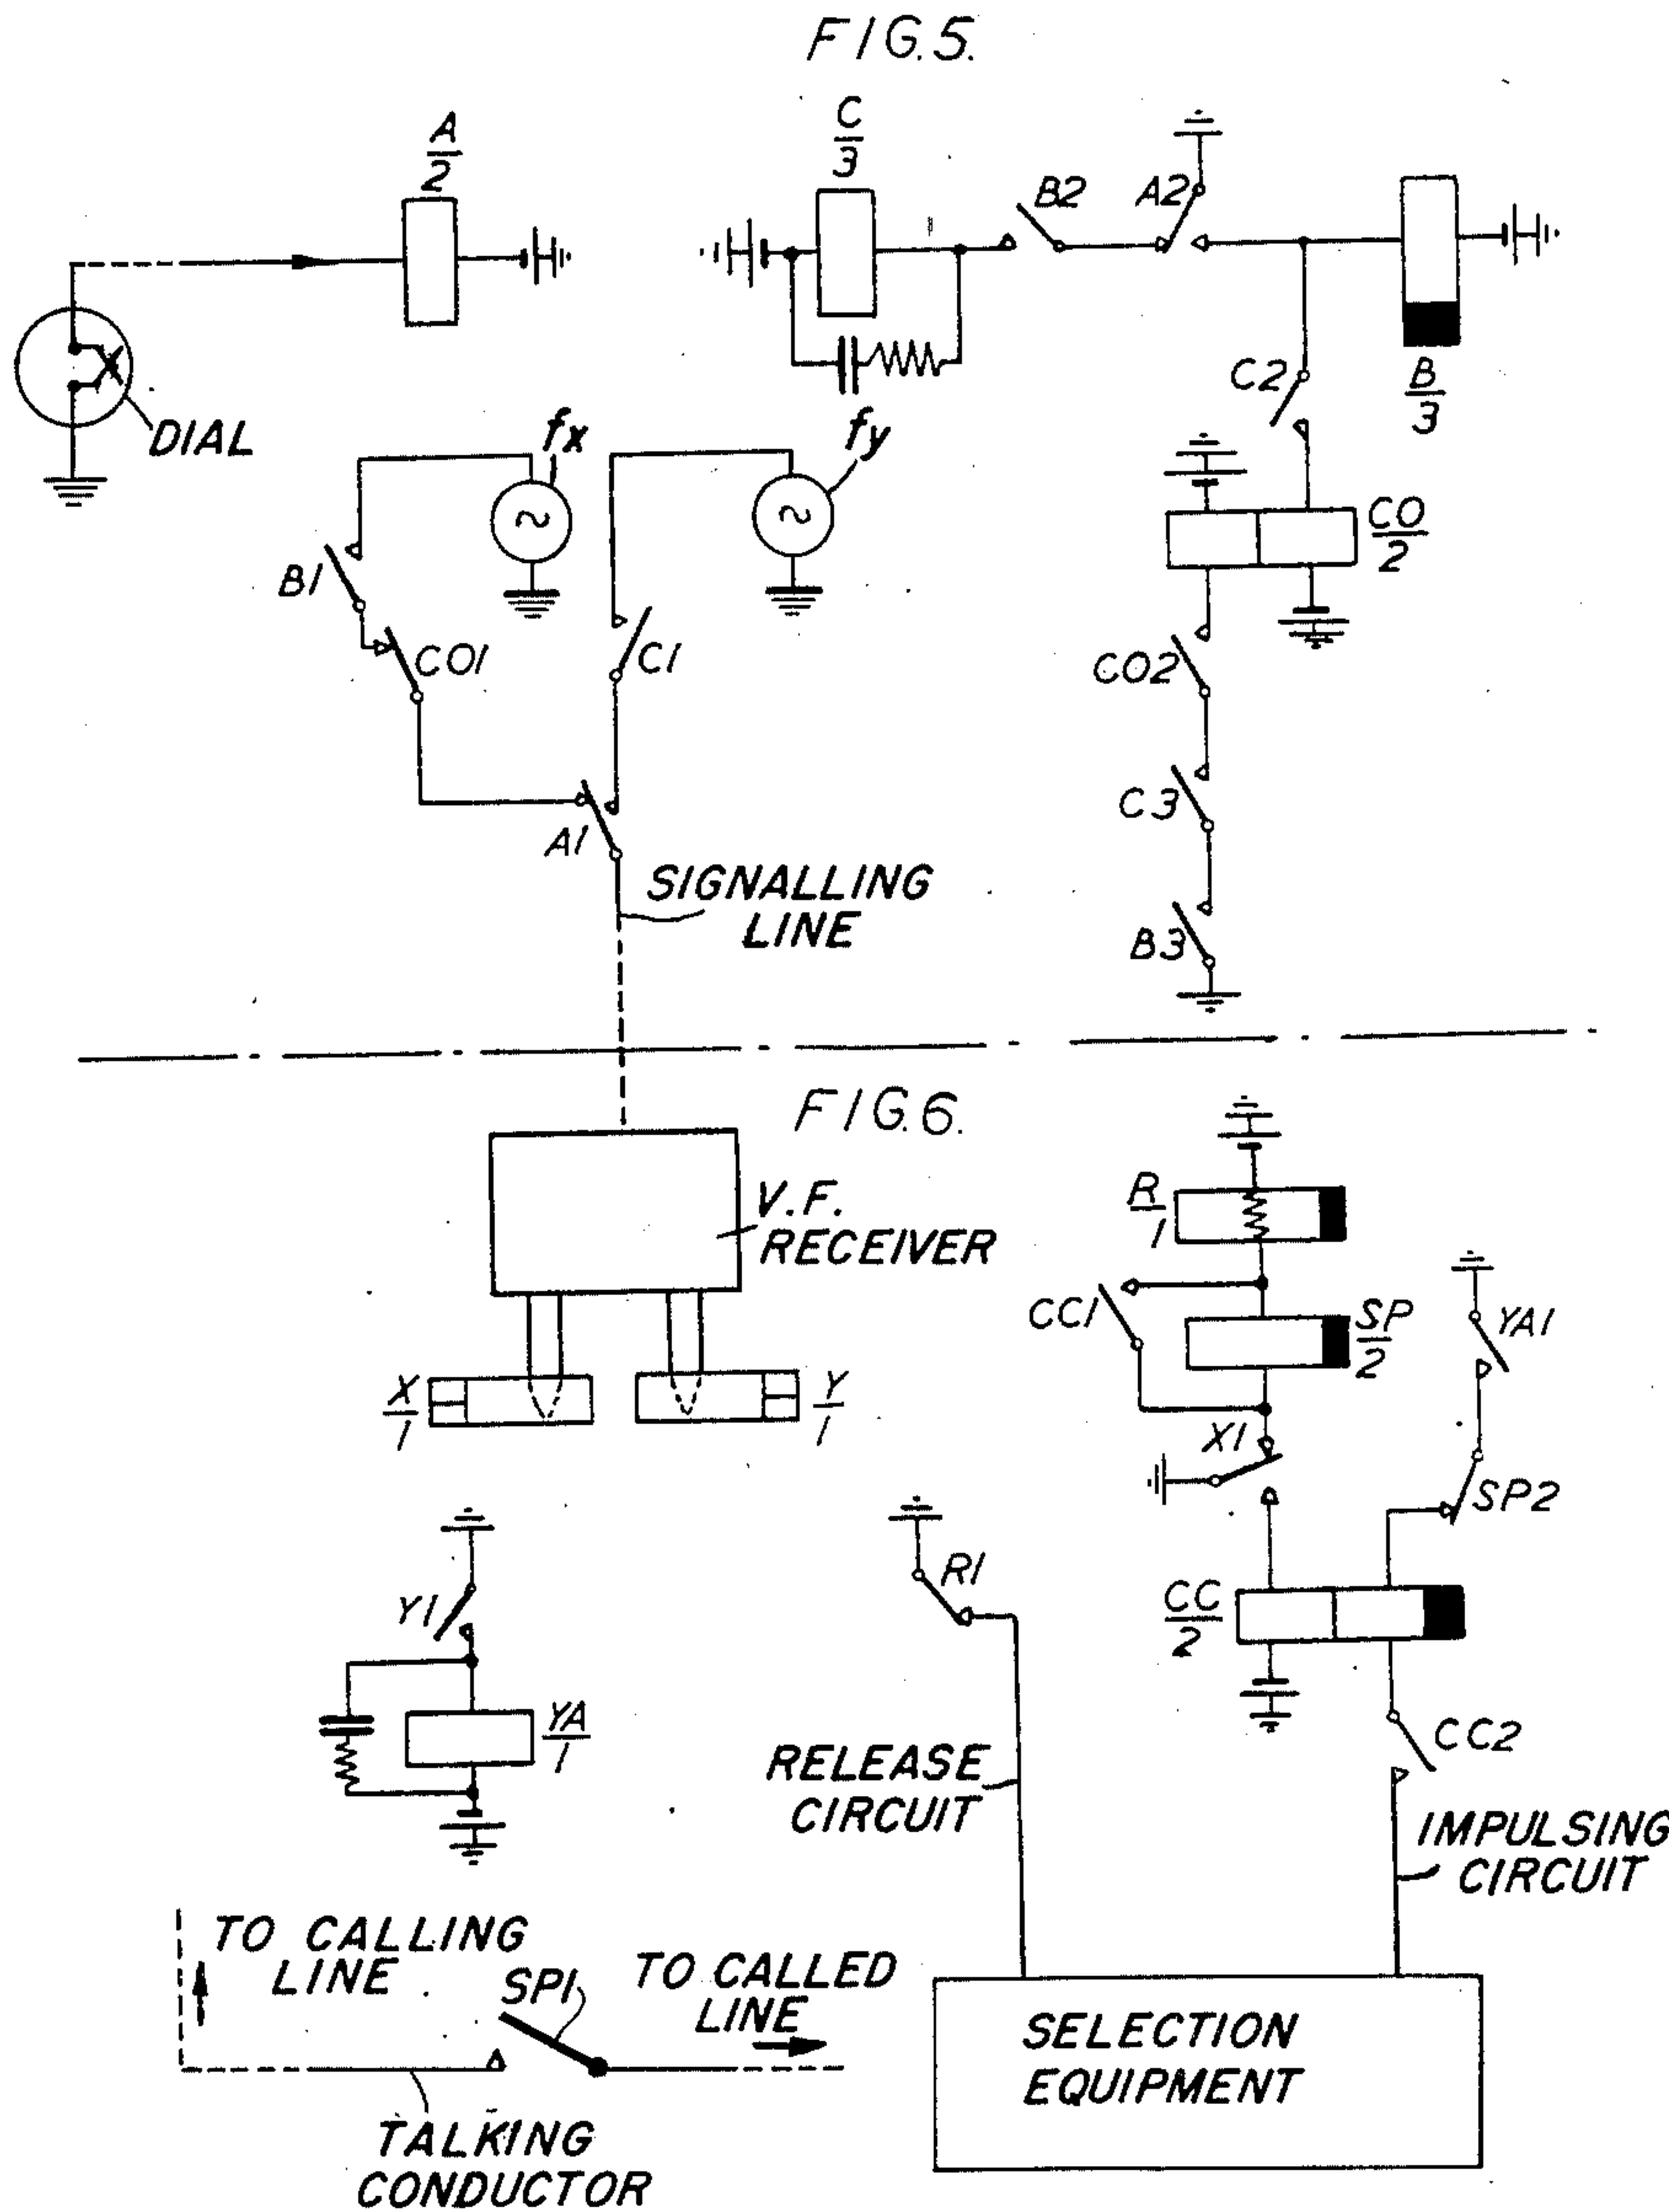 FIG.5.
A
2
C
3
B2
A2
DIAL
fx
fy
C2
B
3
CO
2
B1
CO1
C1
CO2
A1
C3
SIGNALLING
LINE
B3
FIG.6.
V.F.
RECEIVER
R
1
CC1
SP
2
YA1
X
1
Y
1
X1
SP2
Y1
R1
CC
2
YA
1
CC2
RELEASE
CIRCUIT
IMPULSING
CIRCUIT
TO CALLING
LINE
SP1
TO CALLED
LINE
SELECTION
EQUIPMENT
TALKING
CONDUCTOR